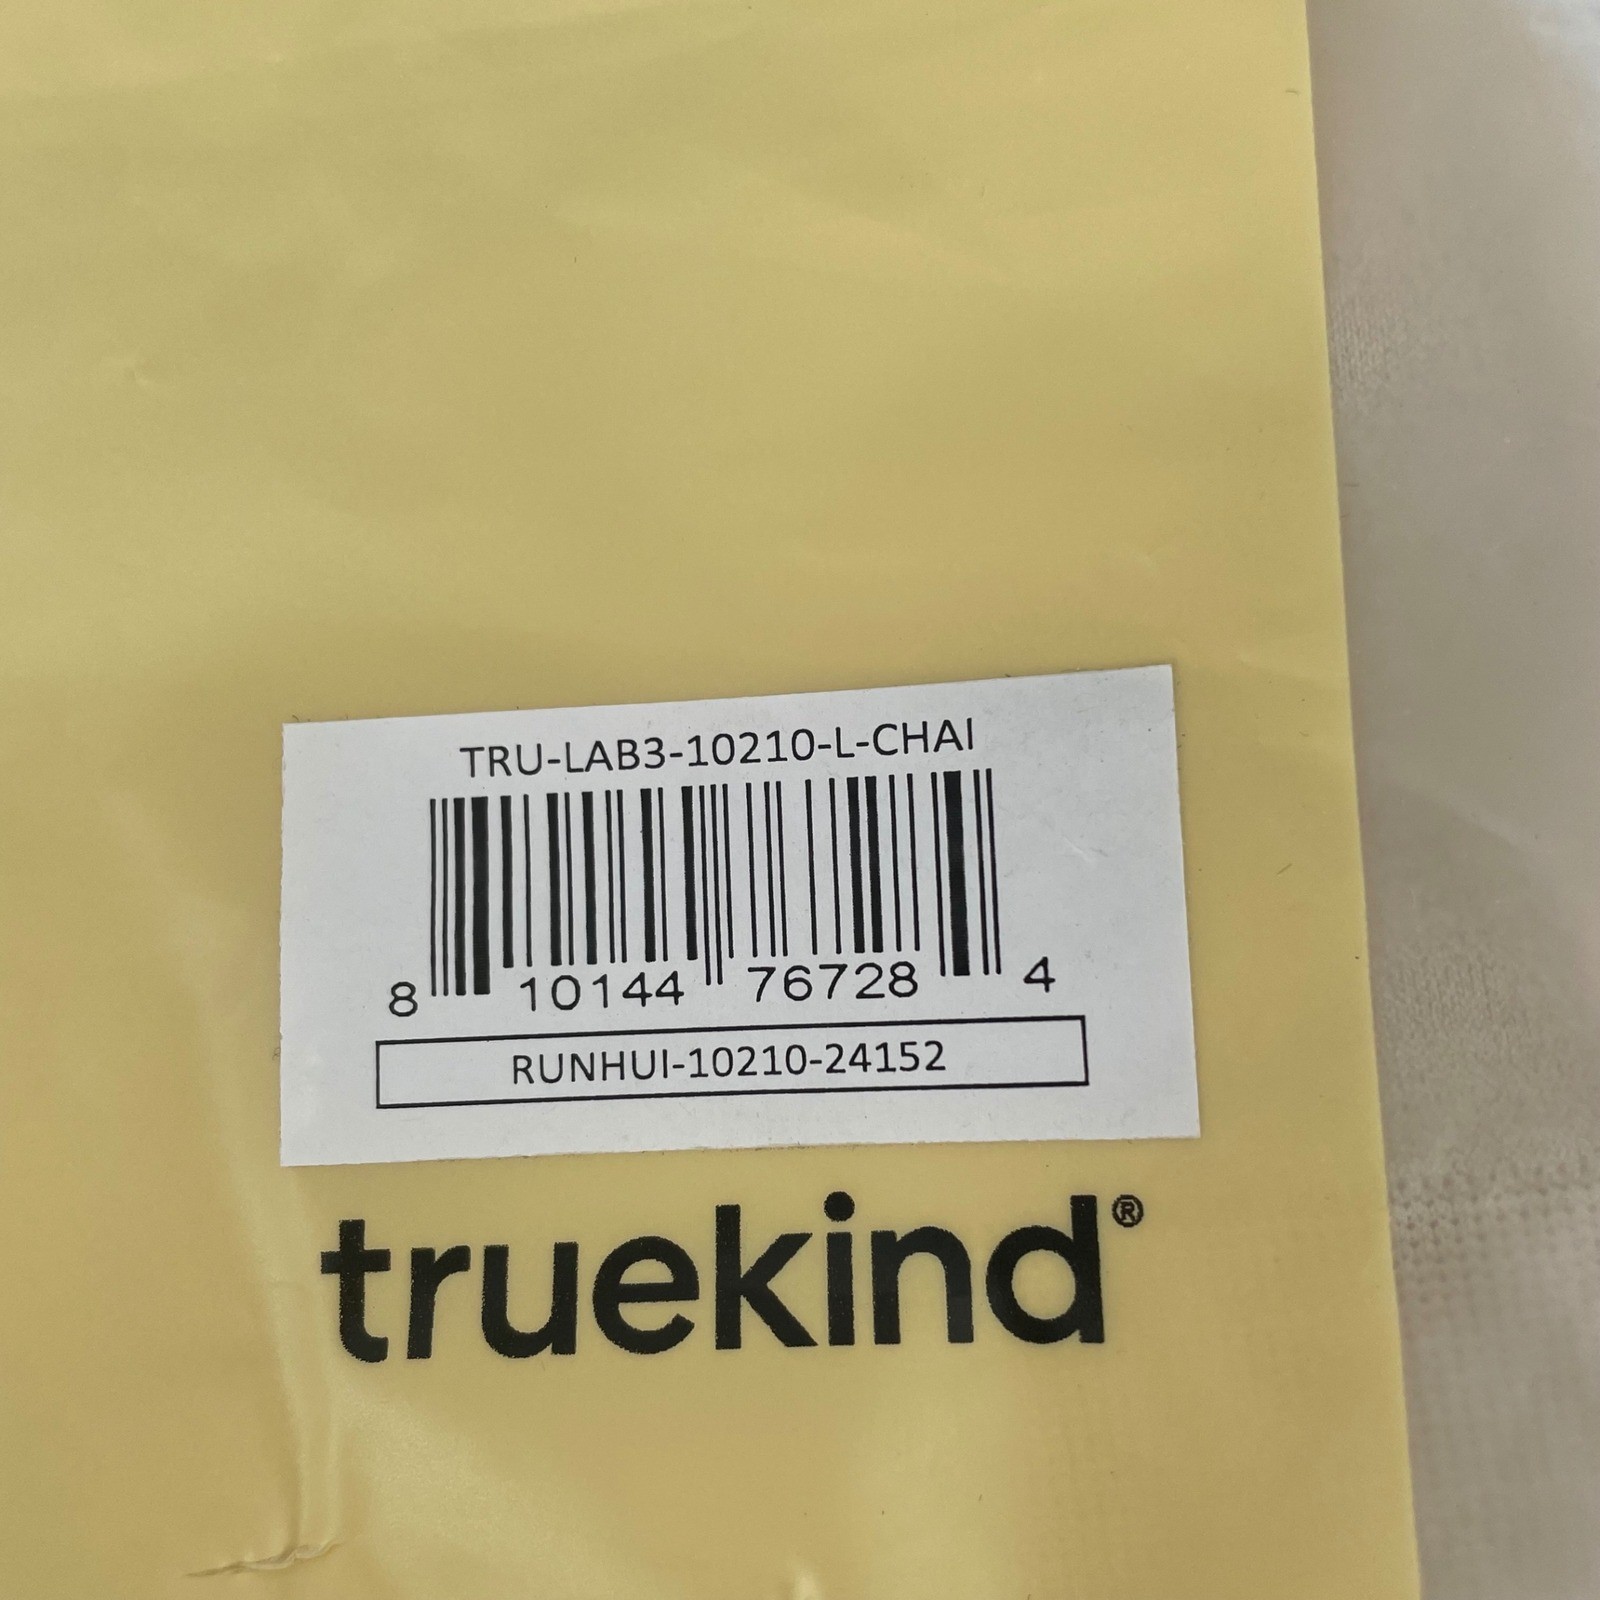 TRU-LAB3-10210-L-CHAI
8 10144 76728 4
RUNHUI-10210-24152
truekind®